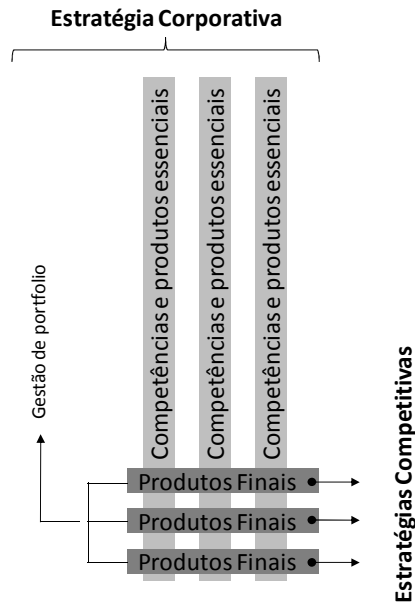 Estratégia Corporativa
Competências e produtos essenciais
Competências e produtos essenciais
Competências e produtos essenciais
Gestão de portfolio
Produtos Finais
Produtos Finais
Produtos Finais
Estratégias Competitivas